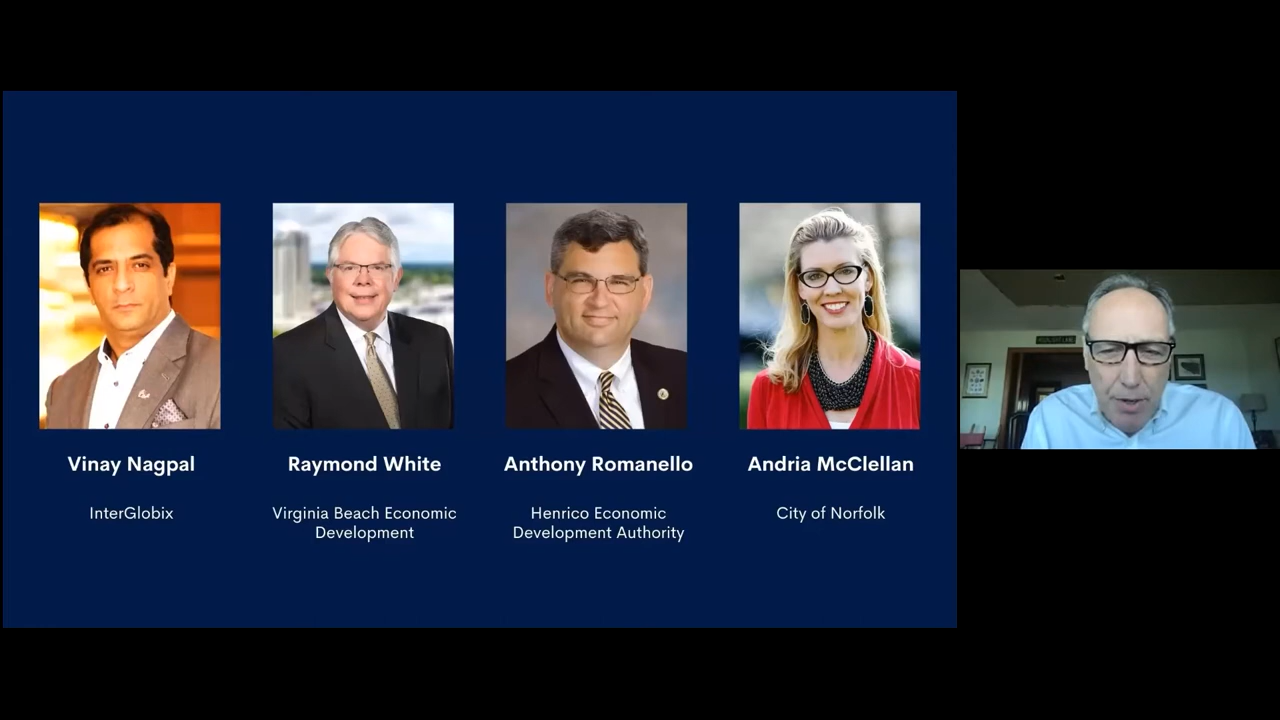 Vinay Nagpal
Raymond White
Anthony Romanello
Andria McClellan
InterGlobix
Virginia Beach Economic
Development
Henrico Economic
Development Authority
City of Norfolk